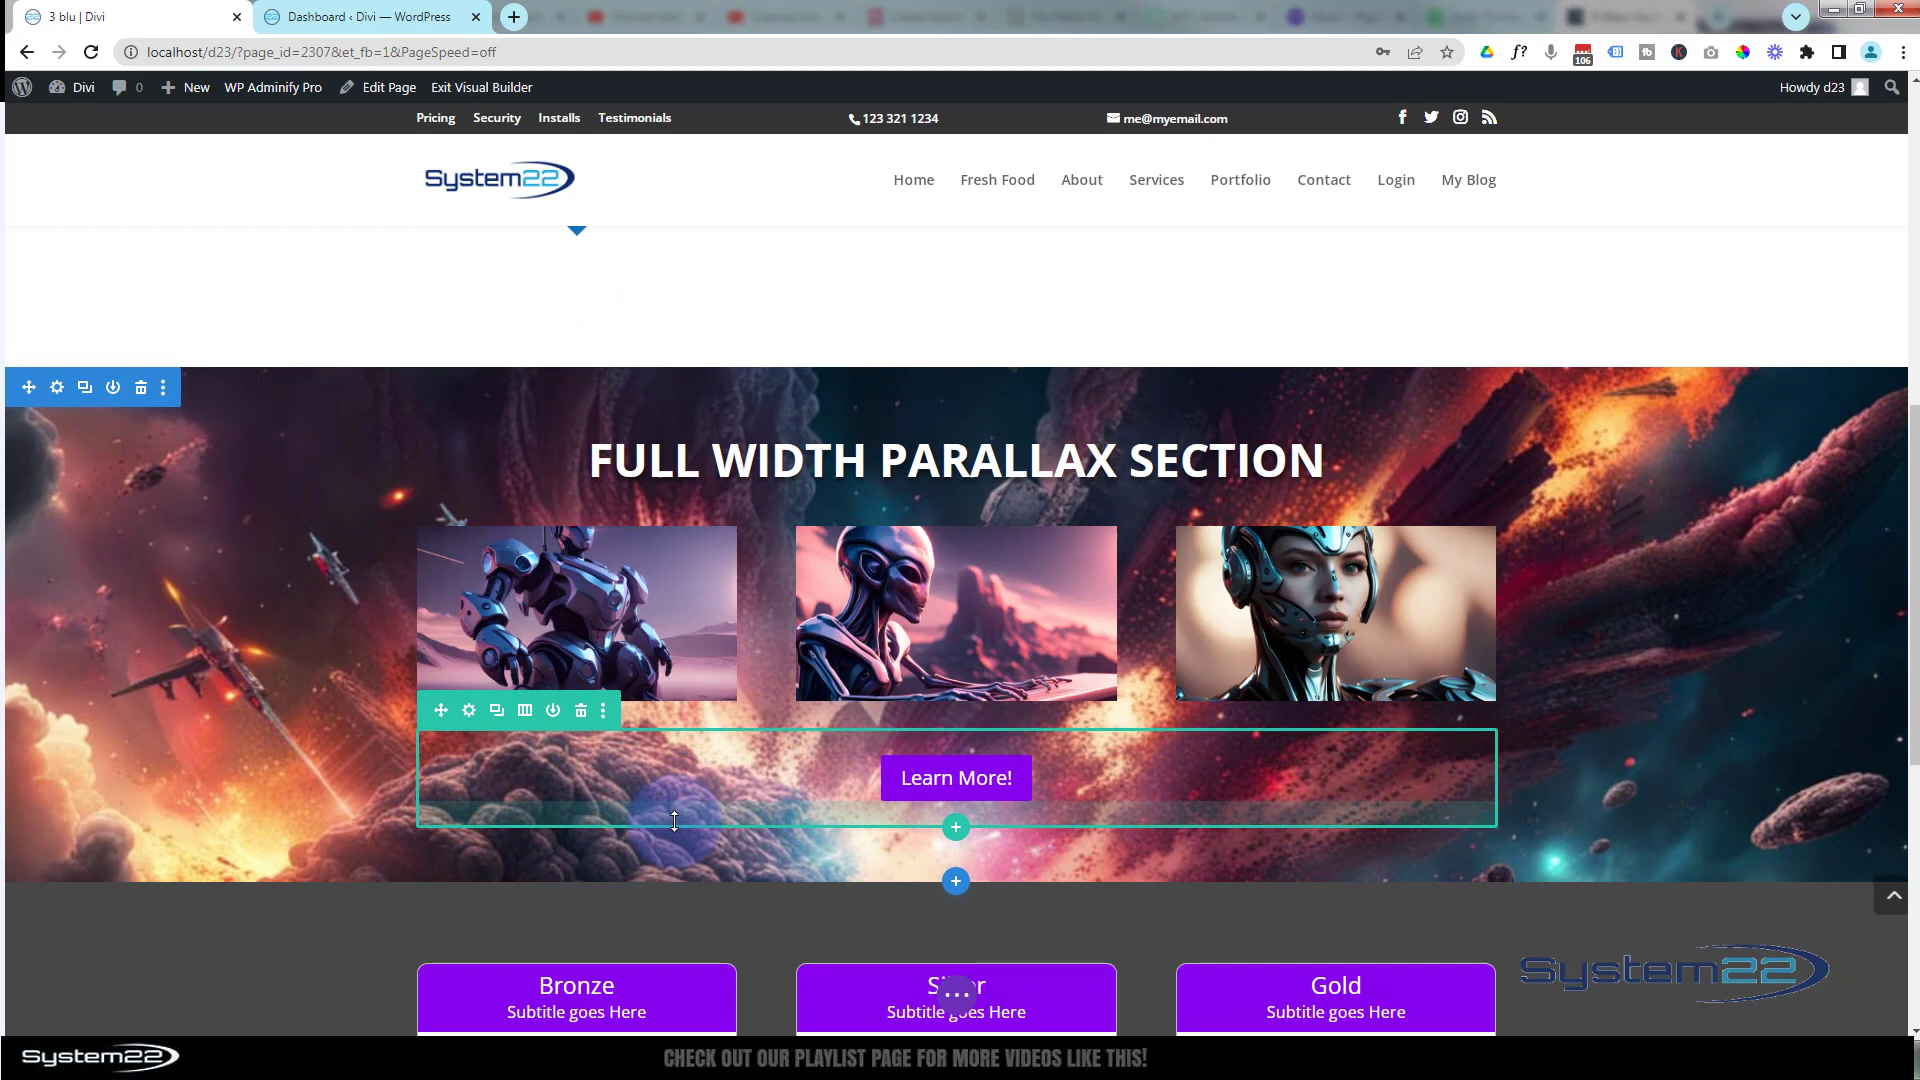 3 blu | Divi
Dashboard ‹ Divi — WordPress
localhost/d23/?page_id=2307&et_fb=1&PageSpeed=off
106
Divi
0
New
WP Adminify Pro
Edit Page
Exit Visual Builder
Howdy d23
Pricing
Security
Installs
Testimonials
123 321 1234
me@myemail.com
System22
Home
Fresh Food
About
Services
Portfolio
Contact
Login
My Blog
FULL WIDTH PARALLAX SECTION
Learn More!
Bronze
Subtitle goes Here
Subtitle goes Here
Gold
Subtitle goes Here
System22
System22
CHECK OUT OUR PLAYLIST PAGE FOR MORE VIDEOS LIKE THIS!